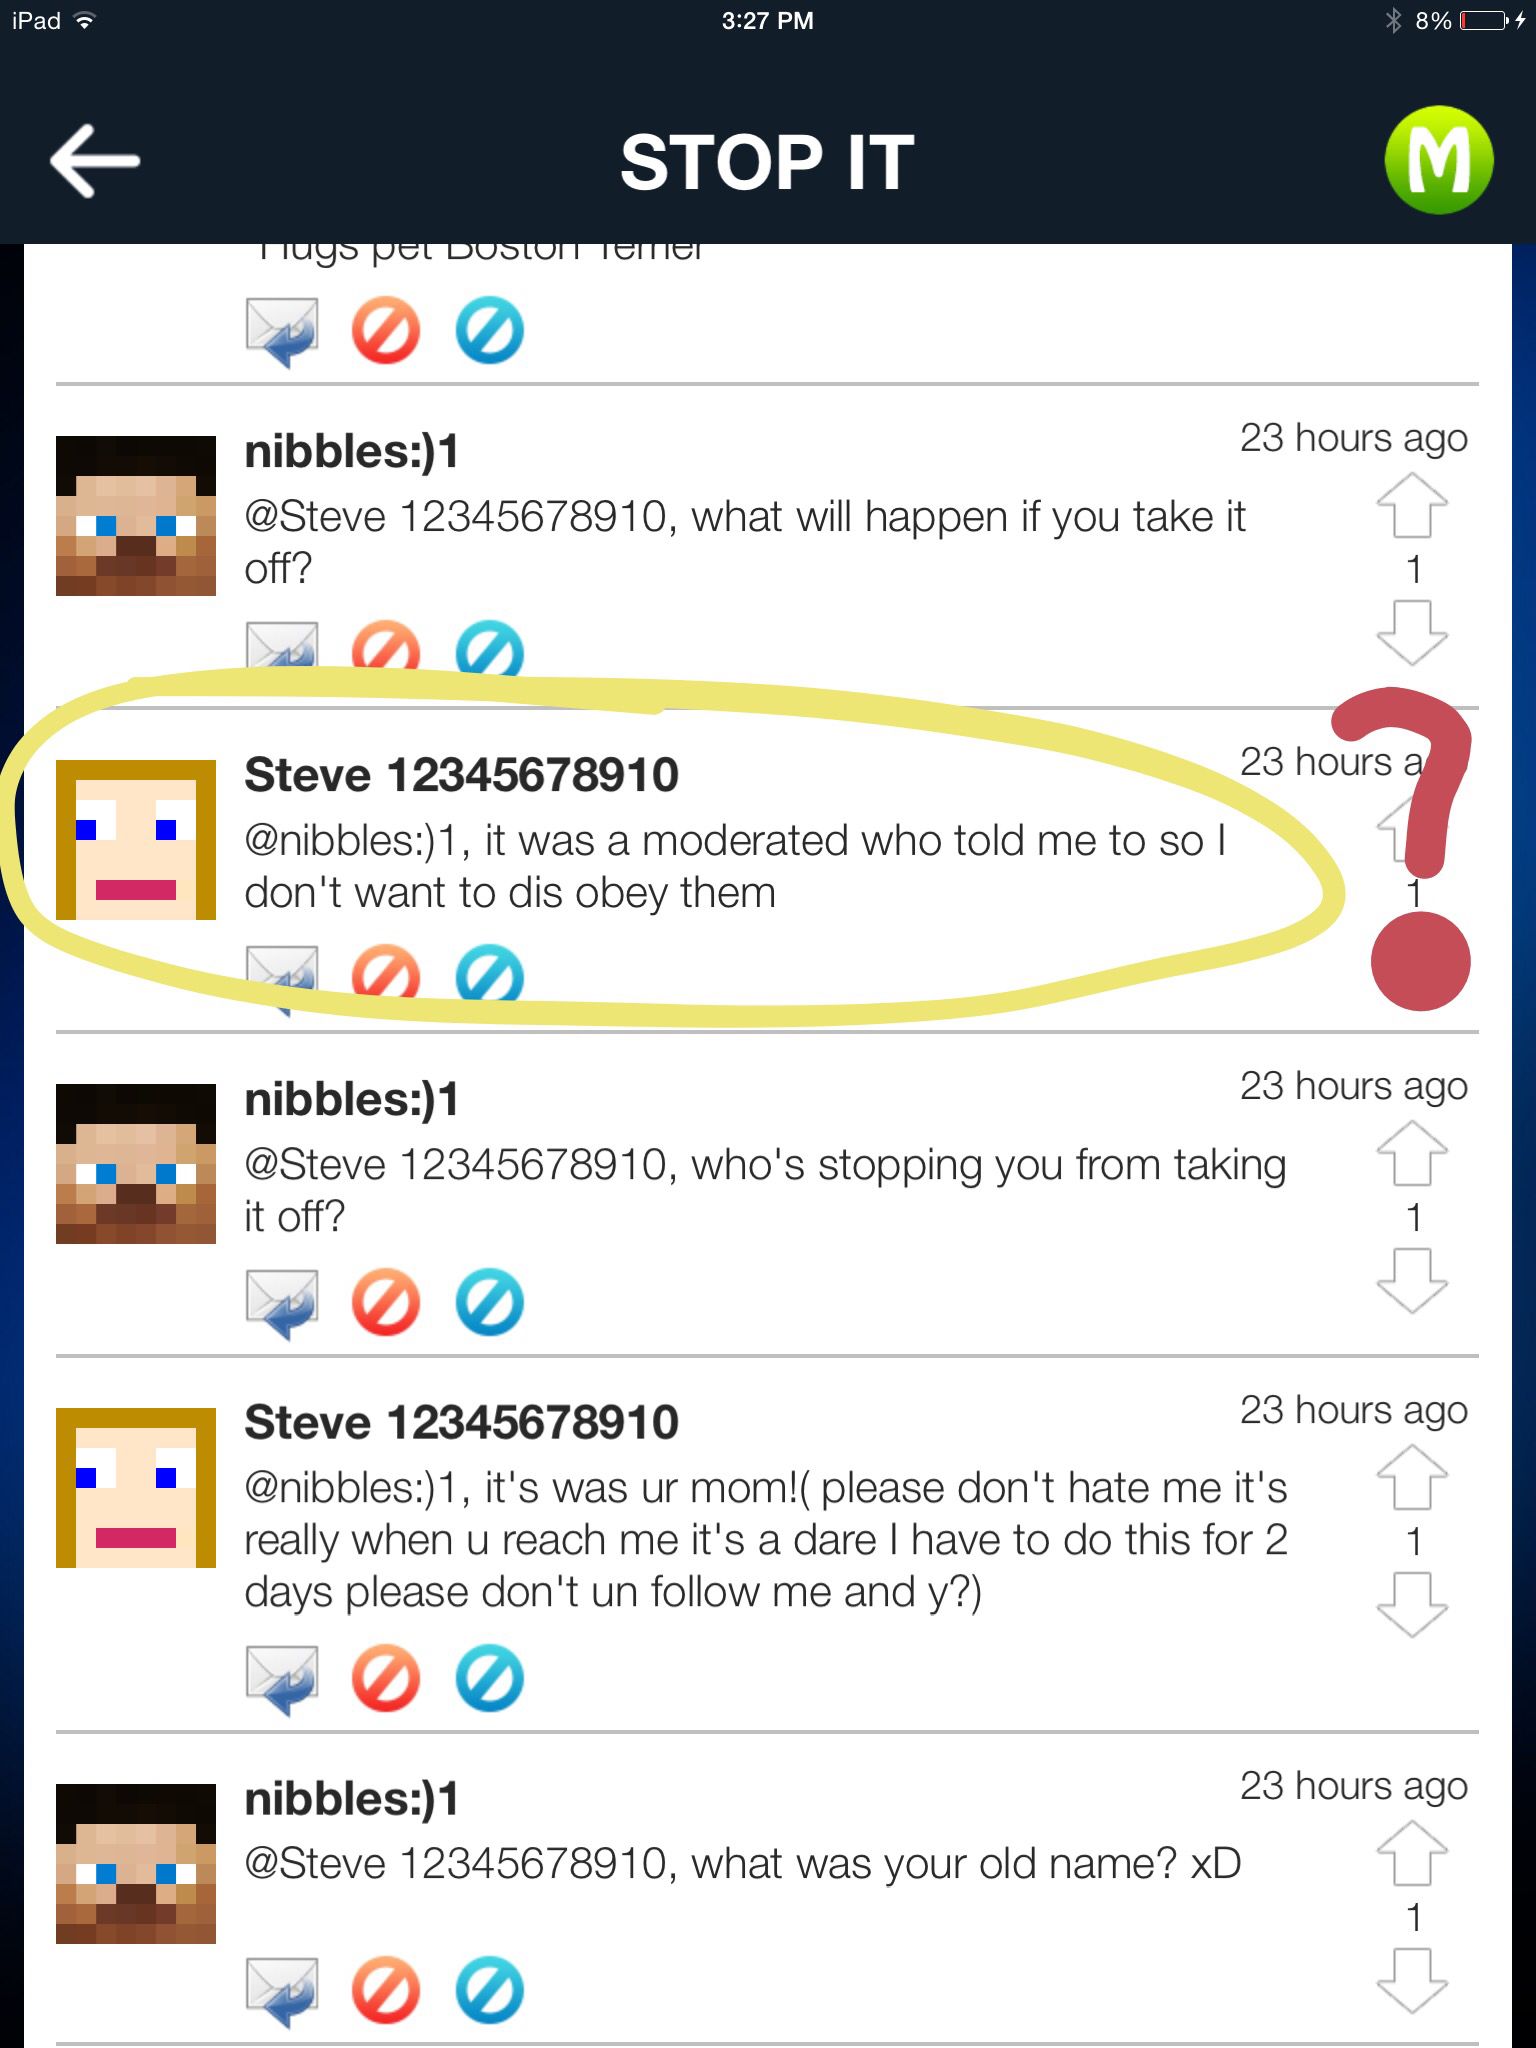 iPad
3:27 PM
8%
STOP IT
M
Hugs pet Boston Terrier
nibbles:)1
23 hours ago
@Steve 12345678910, what will happen if you take it
off?
1
Steve 12345678910
23 hours a
@nibbles:)1, it was a moderated who told me to so I
don't want to dis obey them
?
1
nibbles:)1
23 hours ago
@Steve 12345678910, who's stopping you from taking
it off?
1
Steve 12345678910
23 hours ago
@nibbles:)1, it's was ur mom!( please don't hate me it's
really when u reach me it's a dare I have to do this for 2
days please don't un follow me and y?)
1
nibbles:)1
23 hours ago
@Steve 12345678910, what was your old name? xD
1